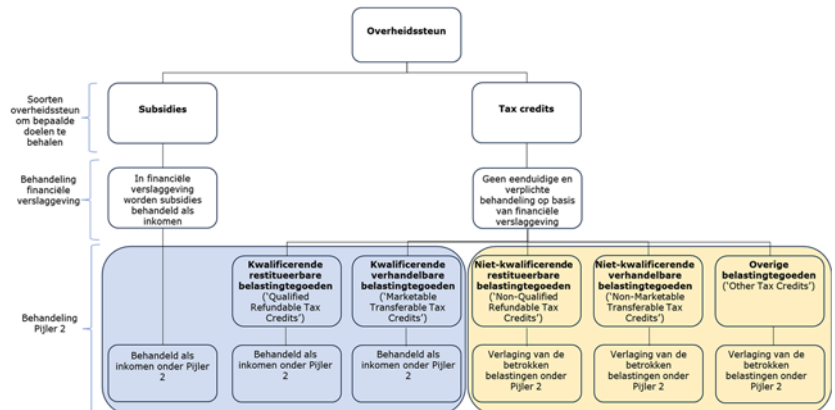 Overheidssteun
Soorten
overheidssteun
om bepaalde
doelen te
behalen
Subsidies
Tax credits
Behandeling
financiële
verslaggeving
In
financiële
verslaggeving
worden subsidies
behandeld als
inkomen
Geen eenduidige en
verplichte
behandeling op basis
van financiële
verslaggeving
Behandeling
Pijler 2
Kwalificerende
restitueerbare
belastingtegoeden
(‘Qualified
Refundable Tax
Credits’)
Kwalificerende
verhandelbare
belastingtegoeden
(‘Marketable
Transferable Tax
Credits’)
Niet-kwalificerende
restitueerbare
belastingtegoeden
(‘Non-Qualified
Refundable Tax
Credits’)
Niet-kwalificerende
verhandelbare
belastingtegoeden
(‘Non-Marketable
Transferable Tax
Credits’)
Overige
belastingtegoeden
(‘Other Tax Credits’)
Behandeld als
inkomen onder Pijler
2
Behandeld als
inkomen onder Pijler
2
Behandeld als
inkomen onder Pijler 2
Verlaging van de
betrokken
belastingen onder
Pijler 2
Verlaging van de
betrokken
belastingen onder
Pijler 2
Verlaging van de
betrokken
belastingen onder
Pijler 2